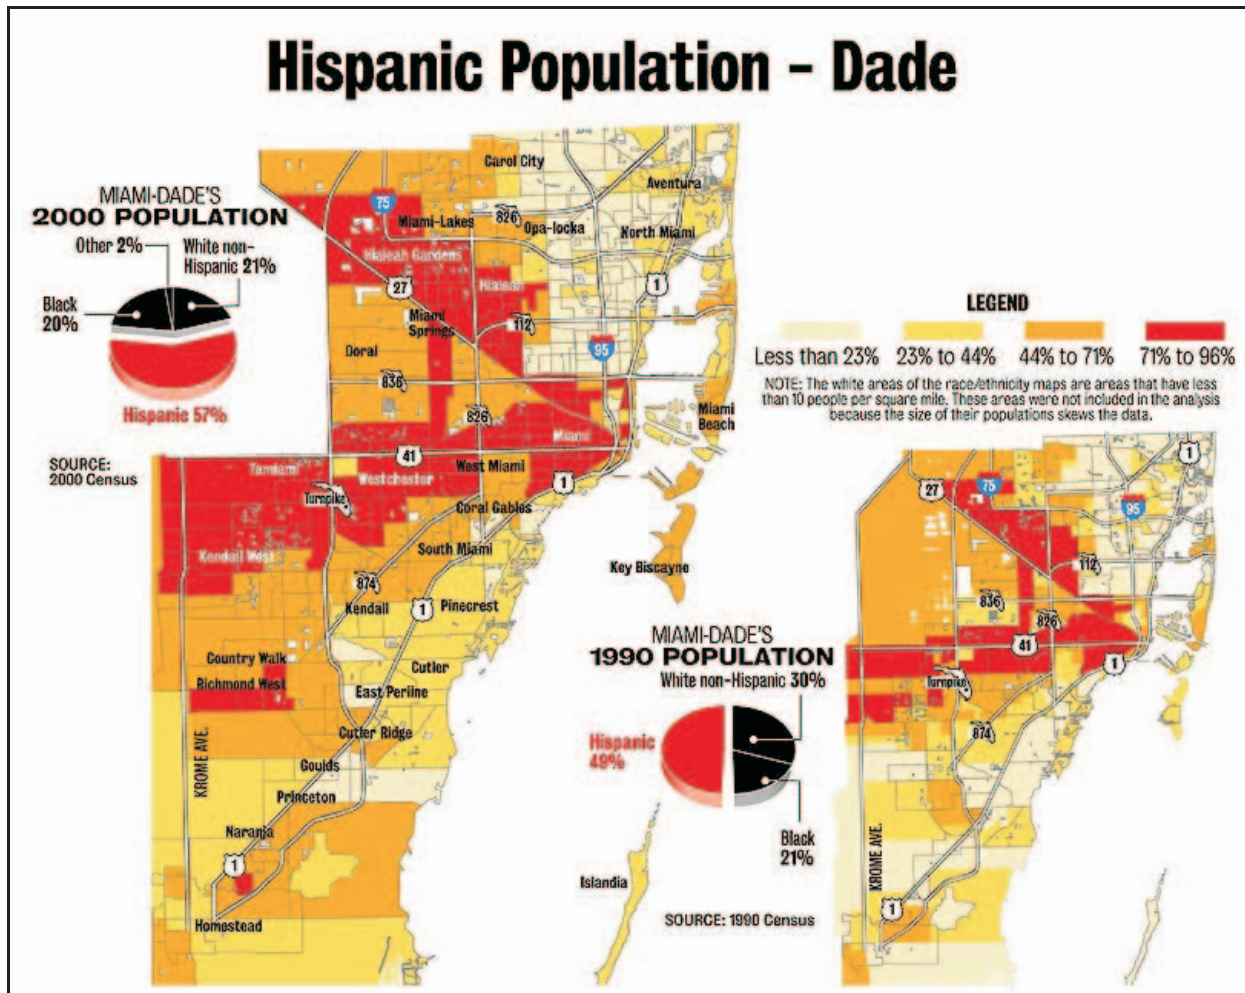 Hispanic Population – Dade
MIAMI-DADE'S
2000 POPULATION
Other 2%
White non-
Hispanic 21%
Black
20%
Hispanic 57%
SOURCE:
2000 Census
Carol City
Aventura
75
Miami-Lakes
826
Opa-locka
North Miami
Hialeah Gardens
27
Hialeah
1
Miami
Springs
112
Doral
95
836
826
Miami
Beach
Miami
41
West Miami
Tamiami
Westchester
1
Turnpike
Coral Gables
South Miami
Kendall West
Key Biscayne
874
Kendall
1
Pinecrest
Country Walk
Cutler
Richmond West
East Perrine
Cutler Ridge
KROME AVE.
Goulds
Princeton
Naranja
1
Homestead
Islandia
LEGEND
Less than 23%
23% to 44%
44% to 71%
71% to 96%
NOTE: The white areas of the race/ethnicity maps are areas that have less
than 10 people per square mile. These areas were not included in the analysis
because the size of their populations skews the data.
1
27
75
95
112
836
826
41
1
Turnpike
874
KROME AVE.
1
MIAMI-DADE'S
1990 POPULATION
White non-Hispanic 30%
Hispanic
49%
Black
21%
SOURCE: 1990 Census